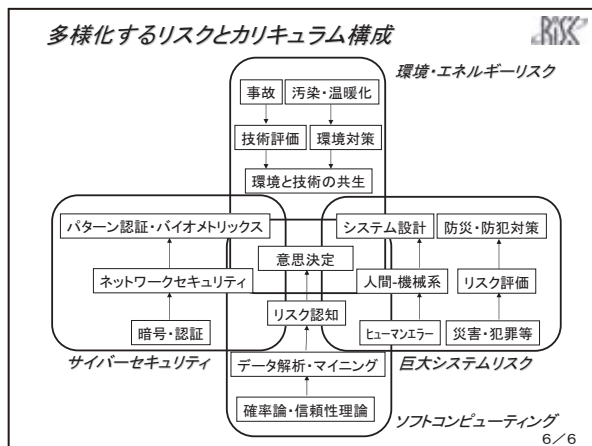 多様化するリスクとカリキュラム構成
RISK
環境・エネルギーリスク
事故
汚染・温暖化
技術評価
環境対策
環境と技術の共生
パターン認証・バイオメトリックス
システム設計
防災・防犯対策
意思決定
ネットワークセキュリティ
人間-機械系
リスク評価
リスク認知
暗号・認証
ヒューマンエラー
災害・犯罪等
サイバーセキュリティ
データ解析・マイニング
巨大システムリスク
確率論・信頼性理論
ソフトコンピューティング
6/6